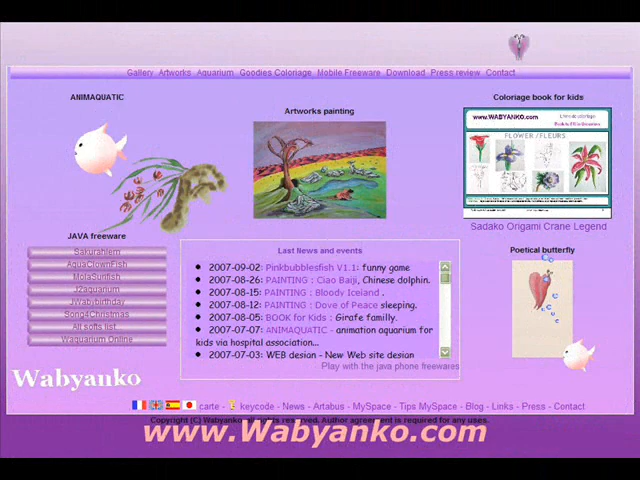 Gallery Artworks Aquarium Goodies Coloriage Mobile Freeware Download Press review Contact
ANIMAQUATIC
Artworks painting
Coloriage book for kids
www.WABYANKO.com
FLOWER/FLEURS
Sadako Origami Crane Legend
JAVA freeware
Sakurahlem
AquaClownFish
MolaSunfish
J2aquarium
JWabybirthday
Song4Christmas
All softs list
Waquarium Online
Last News and events
2007-09-02: Pinkbubblesfish V1.1: funny game
2007-08-26: PAINTING : Ciao Baiji, Chinese dolphin.
2007-08-15: PAINTING : Bloody Iceland .
2007-08-12: PAINTING : Dove of Peace sleeping.
2007-08-05: BOOK for Kids : Girafe familly.
2007-07-07: ANIMAQUATIC - animation aquarium for
kids via hospital association...
2007-07-03: WEB design - New Web site design
Play with the java phone freewares
Poetical butterfly
Wabyanko
carte - keycode - News - Artabus - MySpace - Tips MySpace - Blog - Links - Press - Contact
Copyright (C) Wabyanko all rights reserved. Author agreement is required for any uses.
www.Wabyanko.com